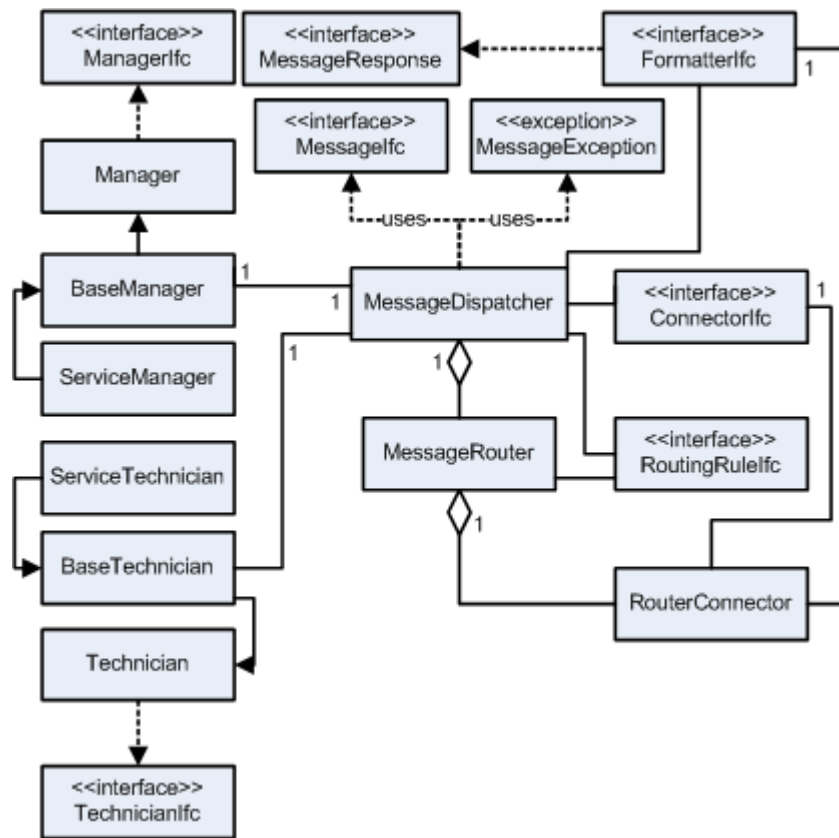 <<interface>>
ManagerIfc
<<interface>>
MessageResponse
<<interface>>
FormatterIfc
1
<<interface>>
MessageIfc
<<exception>>
MessageException
Manager
uses
uses
BaseManager
1
1
MessageDispatcher
<<interface>>
ConnectorIfc
1
ServiceManager
1
1
MessageRouter
<<interface>>
RoutingRuleIfc
ServiceTechnician
1
BaseTechnician
RouterConnector
Technician
<<interface>>
TechnicianIfc